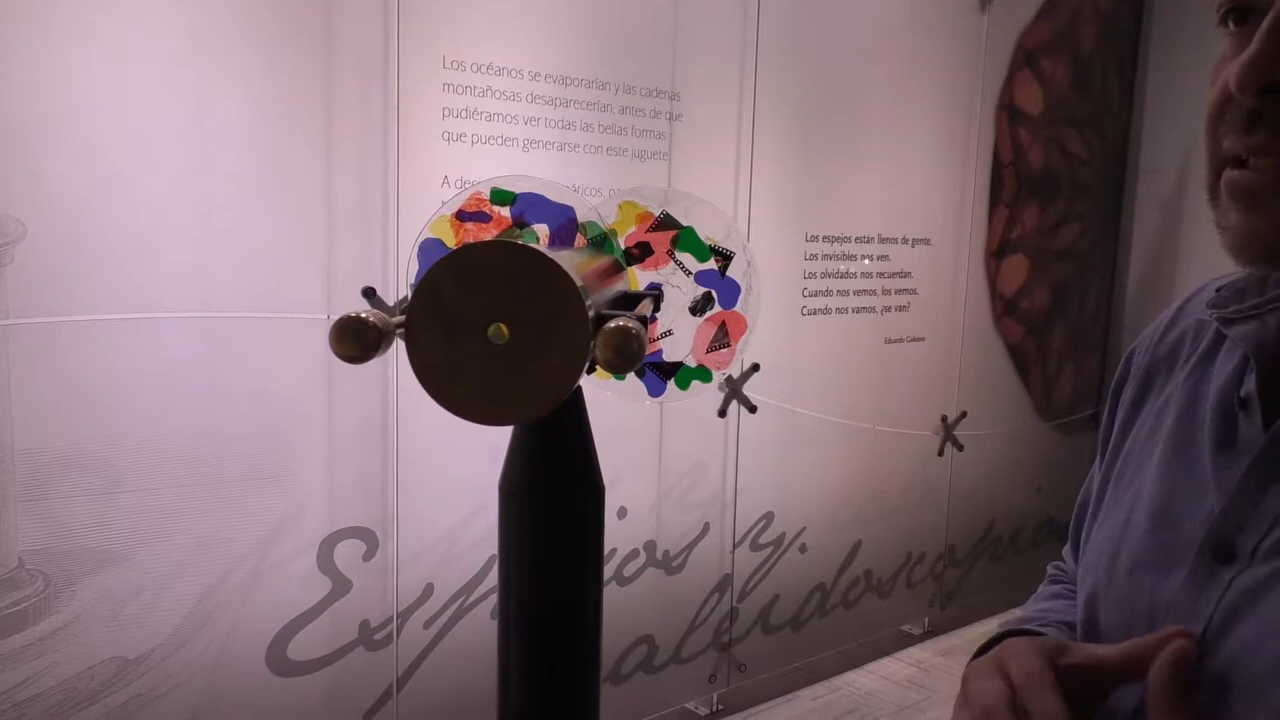 Los océanos se evaporarían y las cadenas
montañosas desaparecerían, antes de que
pudiéramos ver todas las bellas formas
que pueden generarse con este juguete
A
Los espejos están llenos de gente.
Los invisibles nos ven.
Los olvidados nos recuerdan.
Cuando nos vemos, los vemos.
Cuando nos vamos, ¿se van?
Eduardo Galeano
y